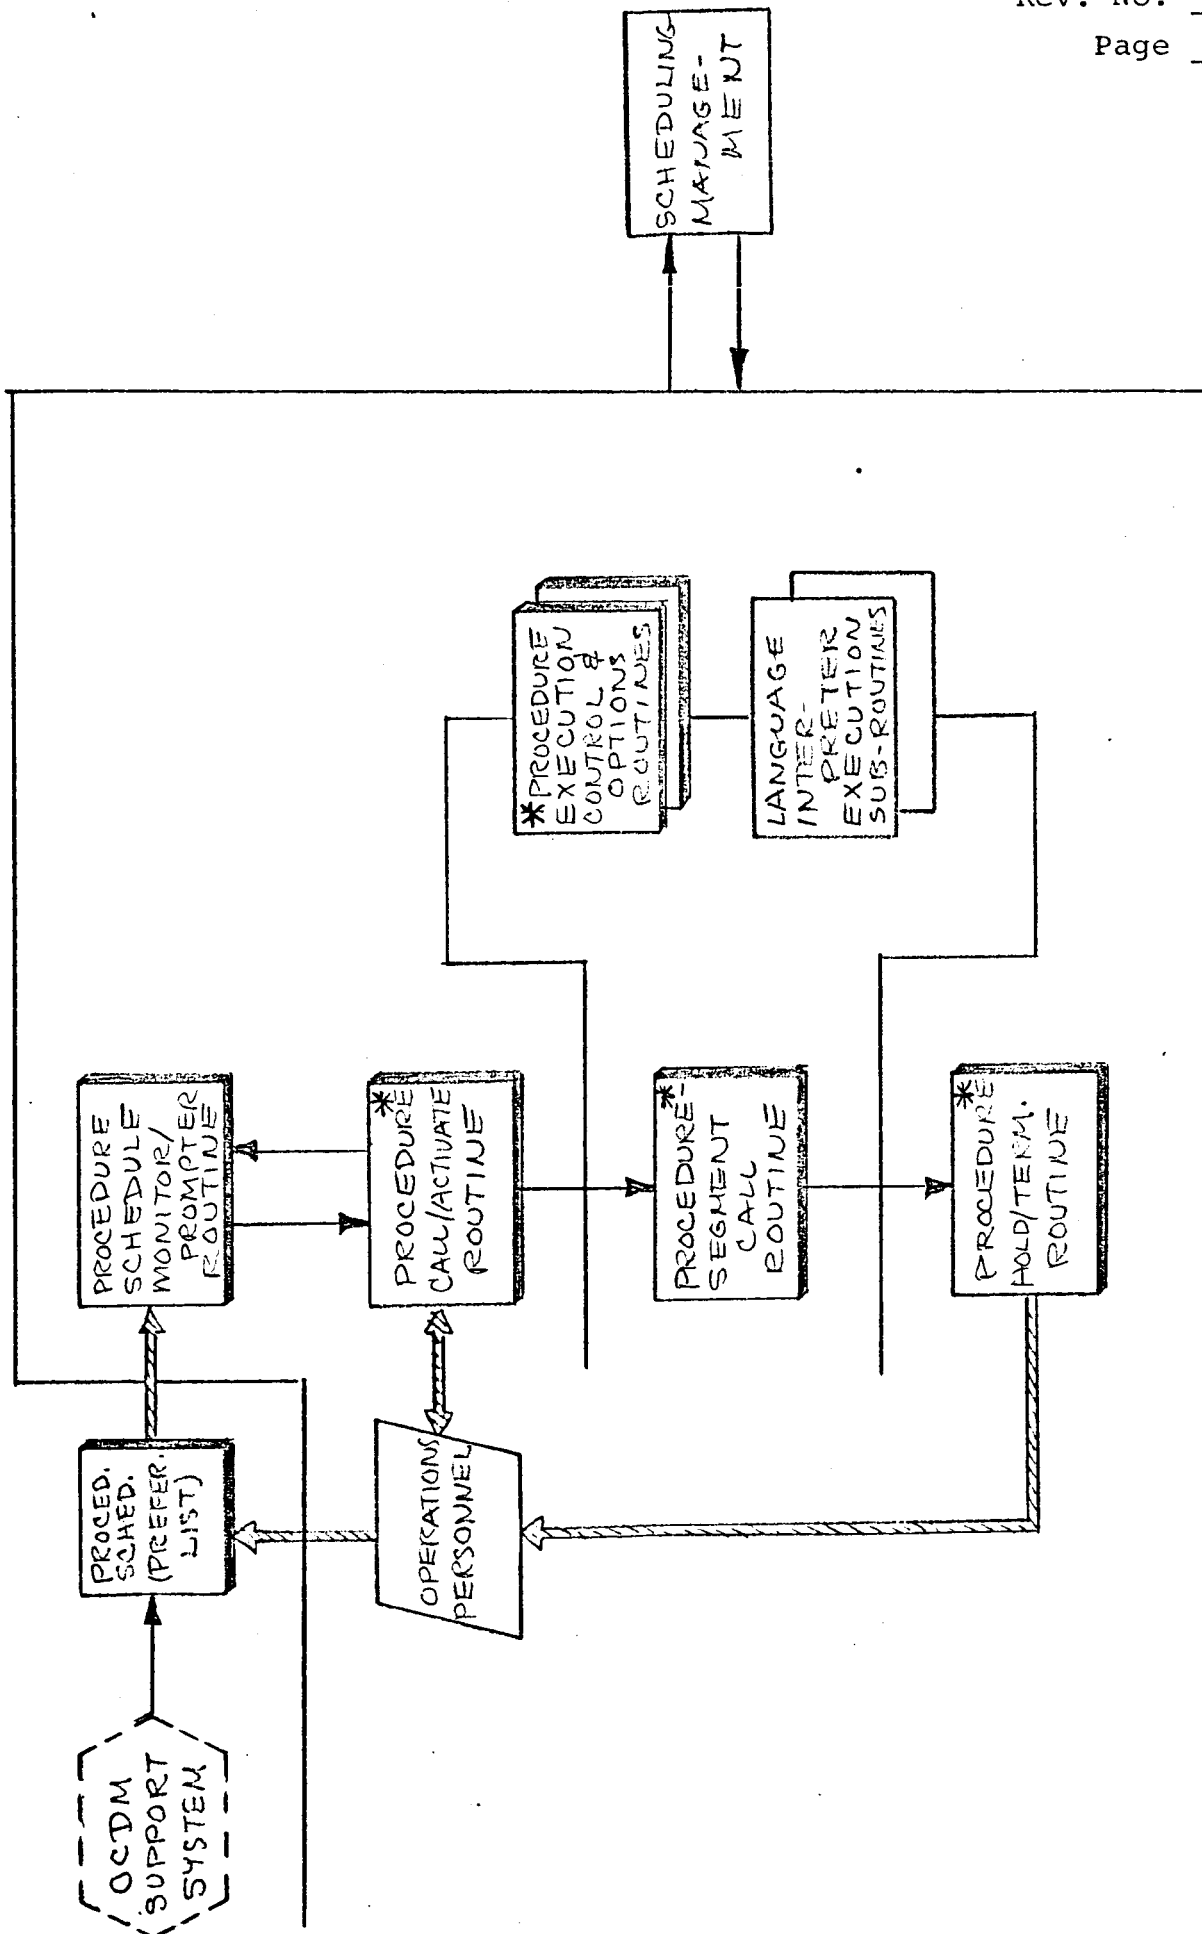 Rev. No.
Page
SCHEDULING
MANAGE-
MENT
*PROCEDURE
EXECUTION
CONTROL &
OPTIONS
ROUTINES
LANGUAGE
INTER-
PRETER
EXECUTION
SUB-ROUTINES
PROCEDURE
SCHEDULE
MONITOR/
PROMPTER
ROUTINE
PROCEDURE *
CALL/ACTIVATE
ROUTINE
PROCEDURE- *
SEGMENT
CALL
ROUTINE
PROCEDURE *
HOLD/TERM.
ROUTINE
PROCED.
SCHED.
(PREFER.
LIST)
OPERATIONS
PERSONNEL
OCDM
SUPPORT
SYSTEM